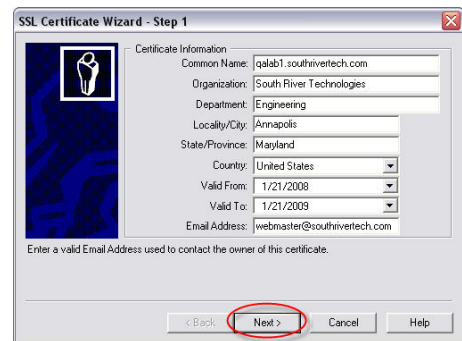 SSL Certificate Wizard - Step 1
Certificate Information
Common Name: qalab1.southrivertech.com
Organization: South River Technologies
Department: Engineering
Locality/City: Annapolis
State/Province: Maryland
Country: United States
Valid From: 1/21/2008
Valid To: 1/21/2009
Email Address: webmaster@southrivertech.com
Enter a valid Email Address used to contact the owner of this certificate.
< Back Next > Cancel Help